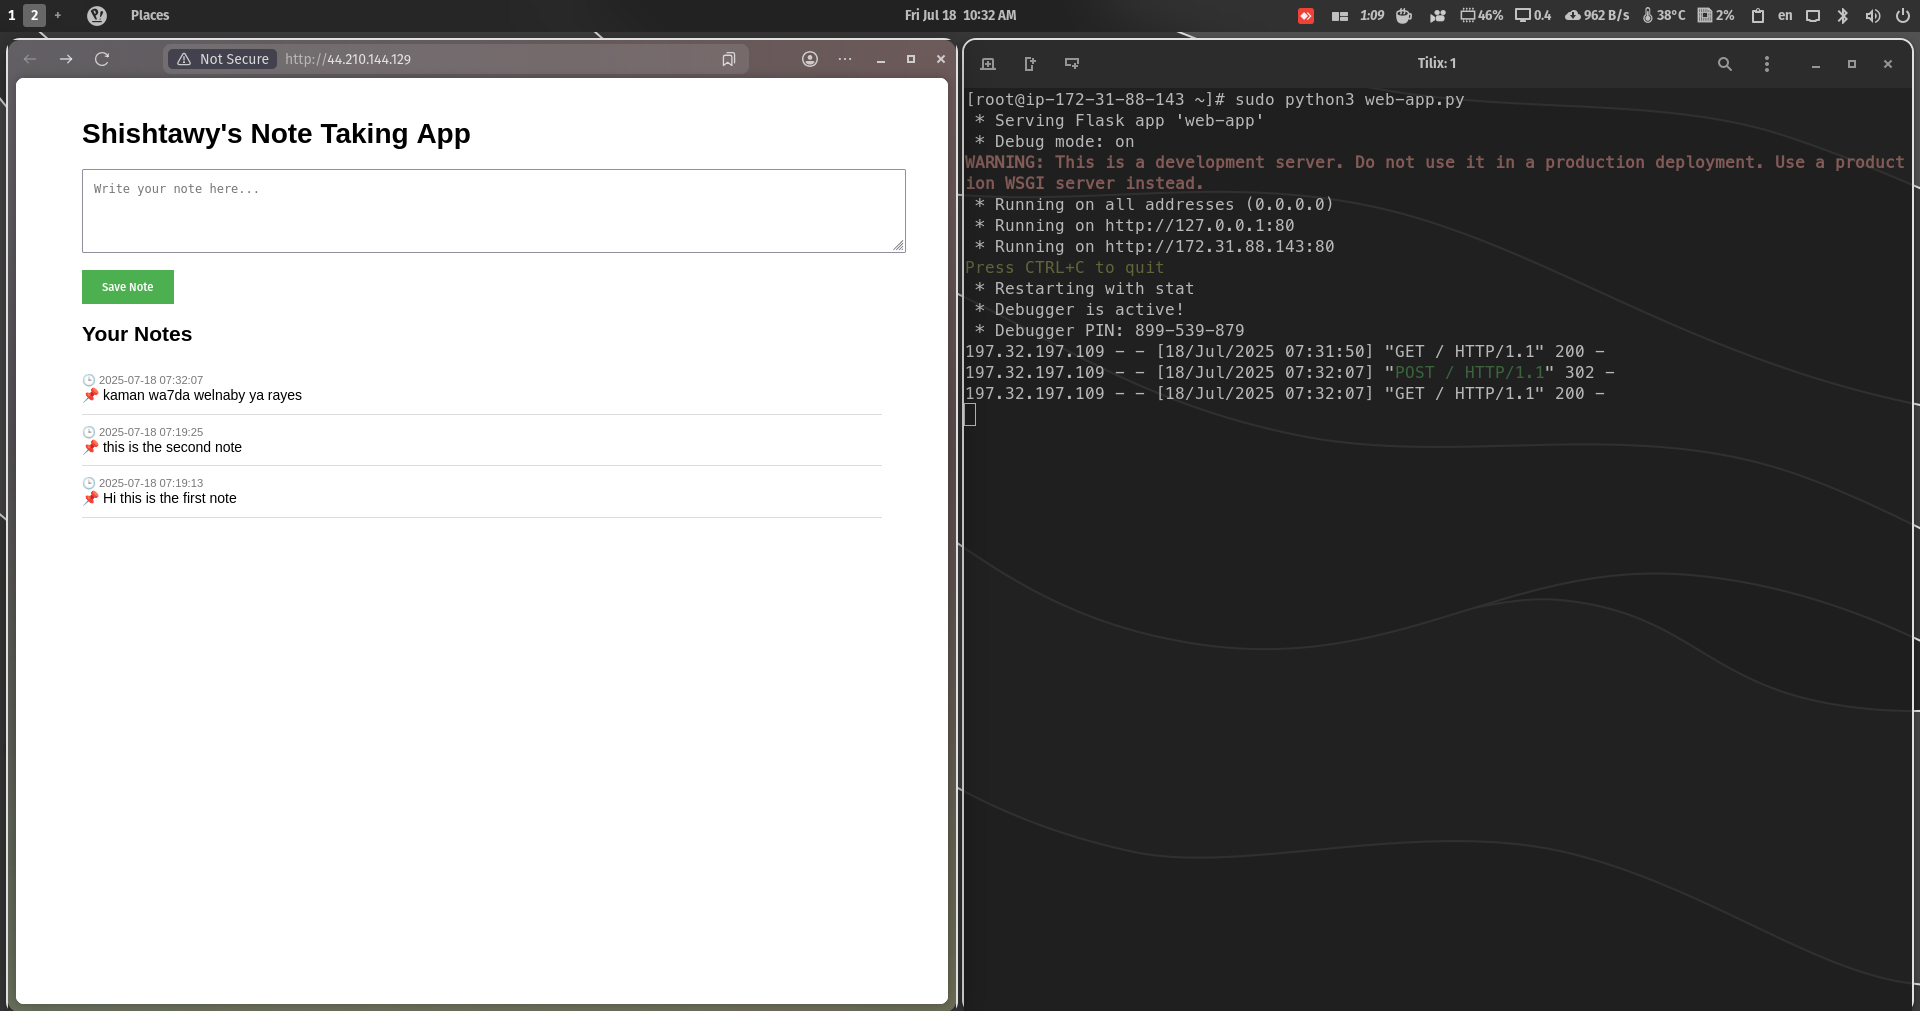 1 2 + Places Fri Jul 18 10:32 AM 1:09 46% 0.4 962 B/s 38°C 2% en
Not Secure http://44.210.144.129
Shishtawy's Note Taking App
Write your note here...
Save Note
Your Notes
2025-07-18 07:32:07
kaman wa7da welnaby ya rayes
2025-07-18 07:19:25
this is the second note
2025-07-18 07:19:13
Hi this is the first note
Tilix: 1
[root@ip-172-31-88-143 ~]# sudo python3 web-app.py
* Serving Flask app 'web-app'
* Debug mode: on
WARNING: This is a development server. Do not use it in a production deployment. Use a product
ion WSGI server instead.
* Running on all addresses (0.0.0.0)
* Running on http://127.0.0.1:80
* Running on http://172.31.88.143:80
Press CTRL+C to quit
* Restarting with stat
* Debugger is active!
* Debugger PIN: 899-539-879
197.32.197.109 - - [18/Jul/2025 07:31:50] "GET / HTTP/1.1" 200 -
197.32.197.109 - - [18/Jul/2025 07:32:07] "POST / HTTP/1.1" 302 -
197.32.197.109 - - [18/Jul/2025 07:32:07] "GET / HTTP/1.1" 200 -